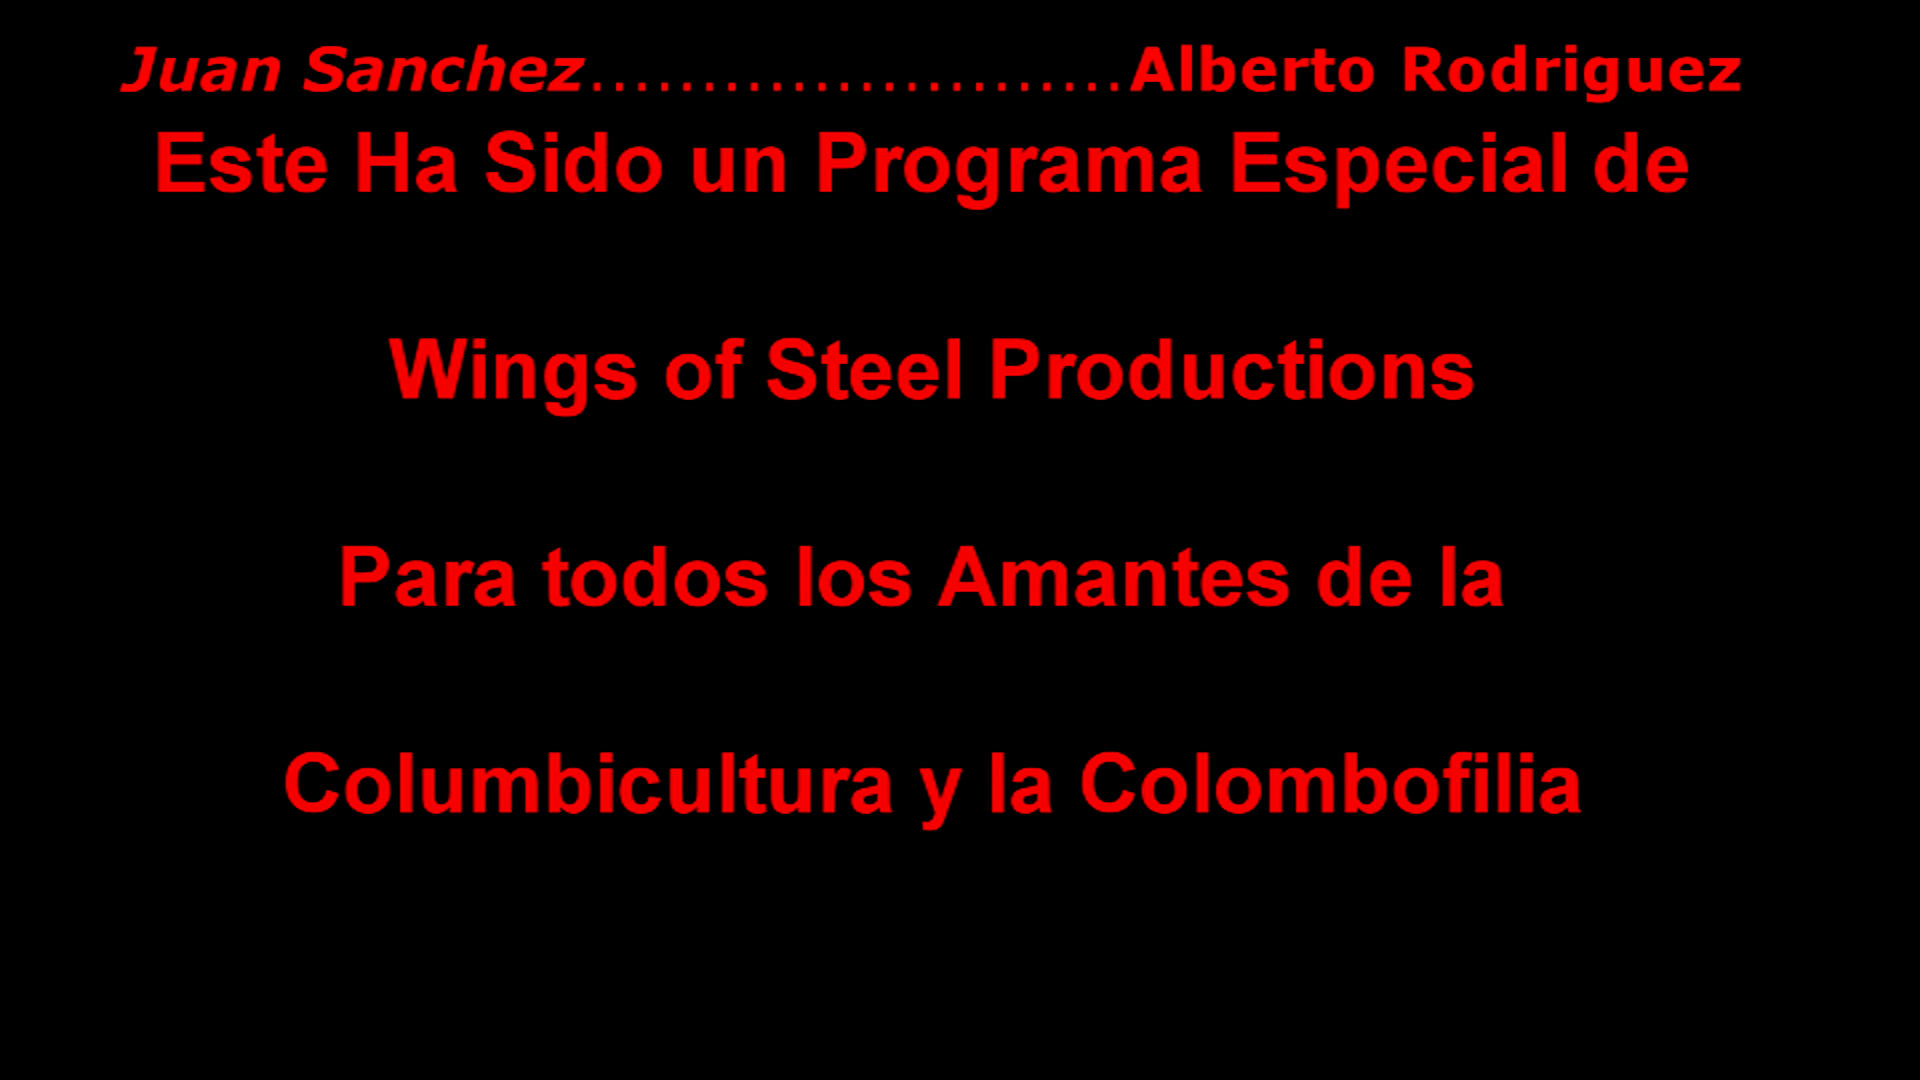 Juan Sanchez........................Alberto Rodriguez
Este Ha Sido un Programa Especial de
Wings of Steel Productions
Para todos los Amantes de la
Columbicultura y la Colombofilia